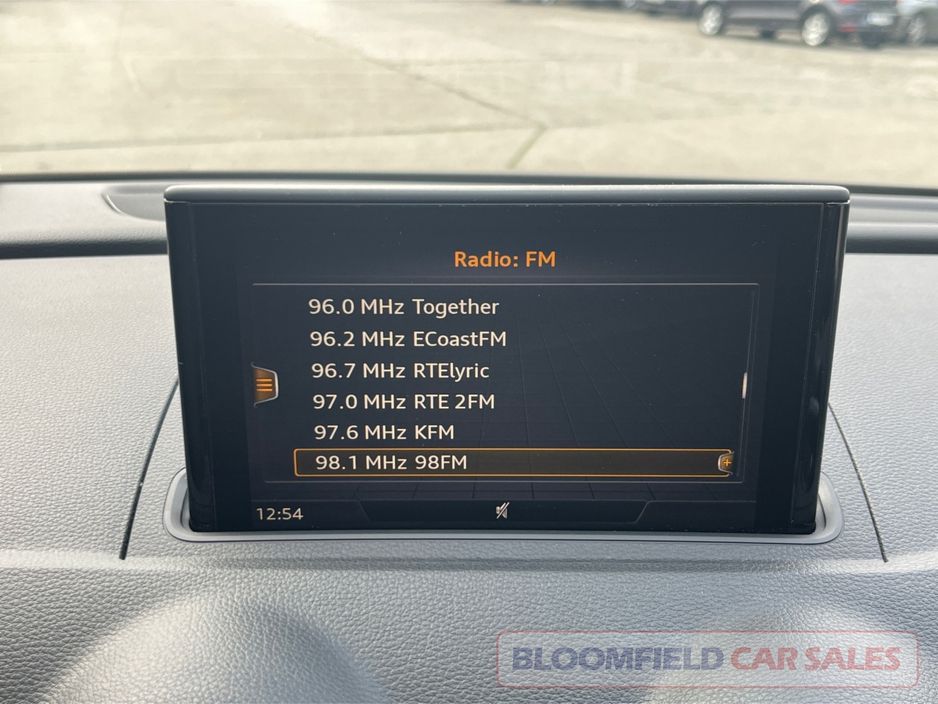 Radio: FM
96.0 MHz Together
96.2 MHz ECoastFM
96.7 MHz RTElyric
97.0 MHz RTE 2FM
97.6 MHz KFM
98.1 MHz 98FM
12:54
BLOOMFIELD CAR SALES